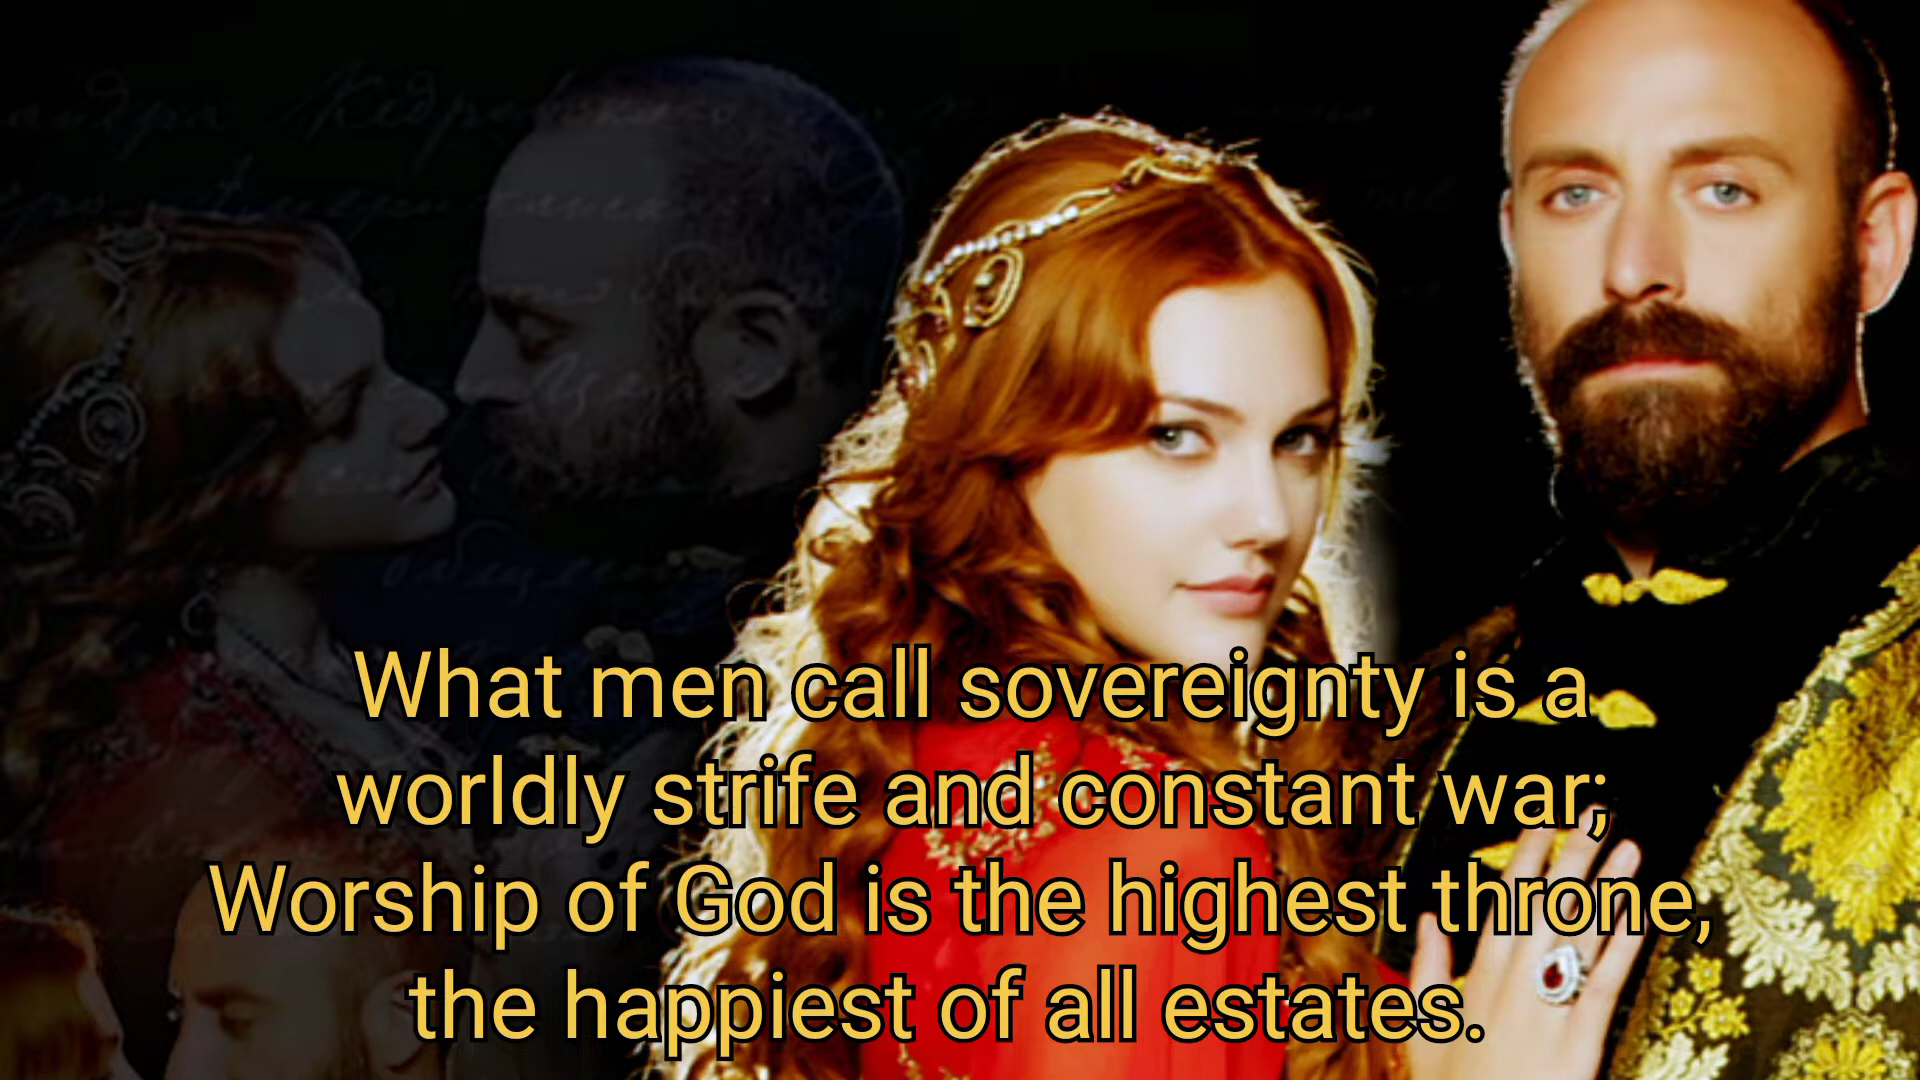 What men call sovereignty is a
worldly strife and constant war;
Worship of God is the highest throne,
the happiest of all estates.